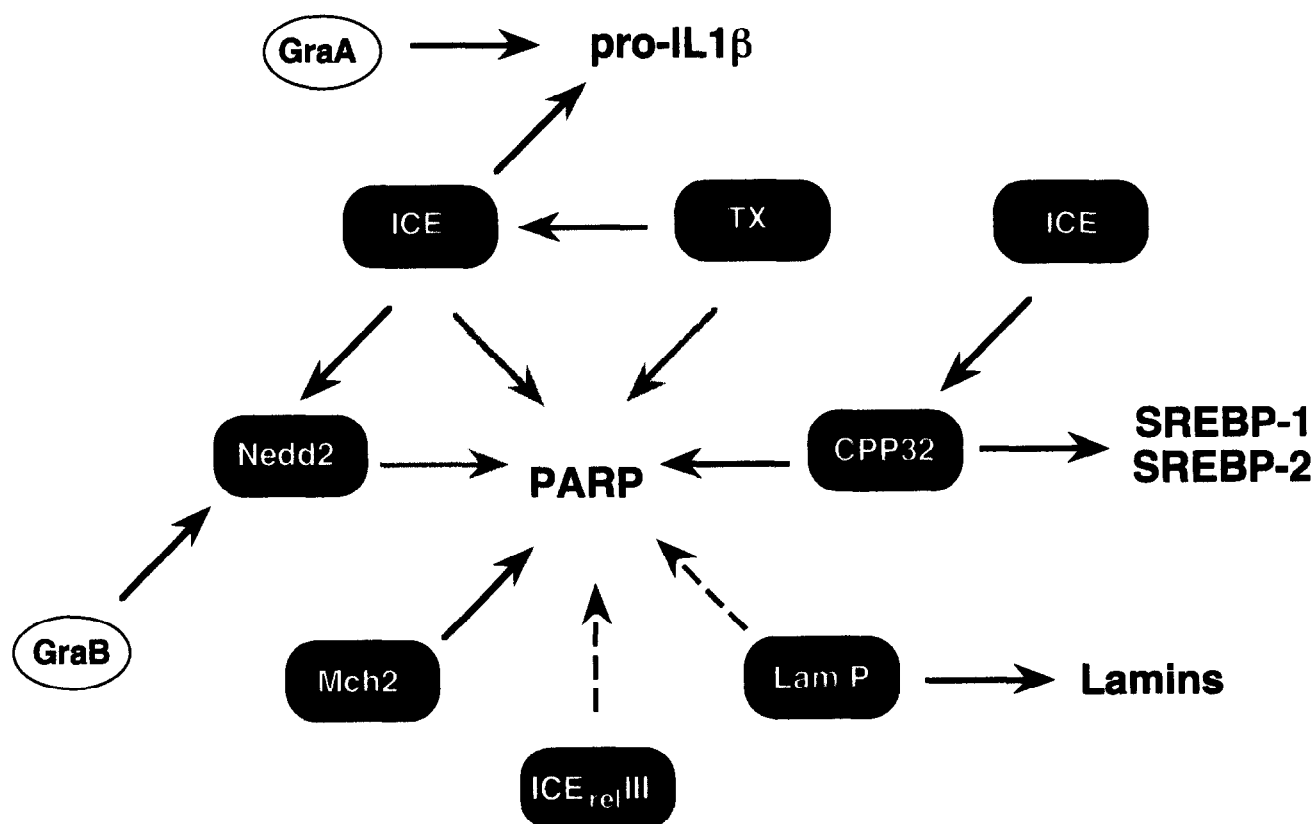 GraA
pro-IL1β
ICE
TX
ICE
Nedd2
CPP32
SREBP-1
SREBP-2
PARP
GraB
Mch2
Lam P
Lamins
ICErelIII